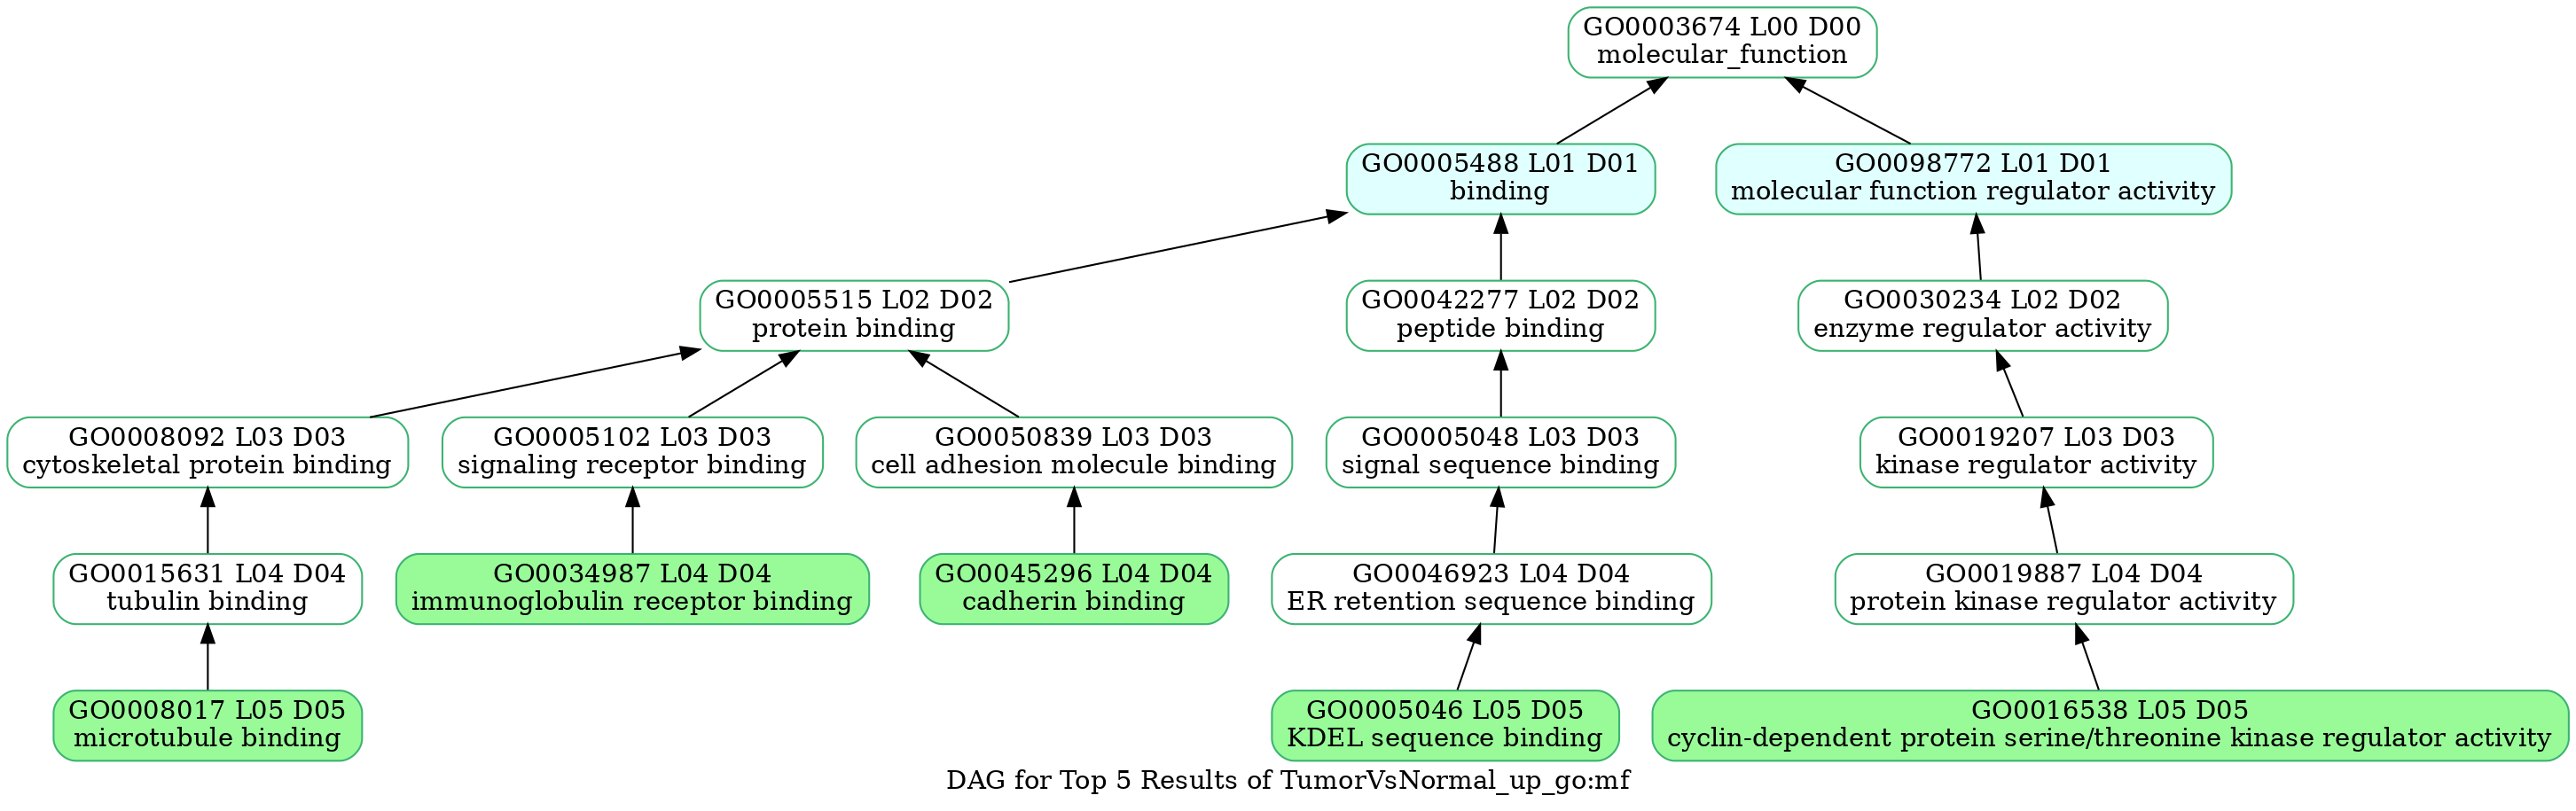 GO0003674 L00 D00
molecular_function
GO0005488 L01 D01
binding
GO0098772 L01 D01
molecular function regulator activity
GO0005515 L02 D02
protein binding
GO0042277 L02 D02
peptide binding
GO0030234 L02 D02
enzyme regulator activity
GO0008092 L03 D03
cytoskeletal protein binding
GO0005102 L03 D03
signaling receptor binding
GO0050839 L03 D03
cell adhesion molecule binding
GO0005048 L03 D03
signal sequence binding
GO0019207 L03 D03
kinase regulator activity
GO0015631 L04 D04
tubulin binding
GO0034987 L04 D04
immunoglobulin receptor binding
GO0045296 L04 D04
cadherin binding
GO0046923 L04 D04
ER retention sequence binding
GO0019887 L04 D04
protein kinase regulator activity
GO0008017 L05 D05
microtubule binding
GO0005046 L05 D05
KDEL sequence binding
GO0016538 L05 D05
cyclin-dependent protein serine/threonine kinase regulator activity
DAG for Top 5 Results of TumorVsNormal_up_go:mf